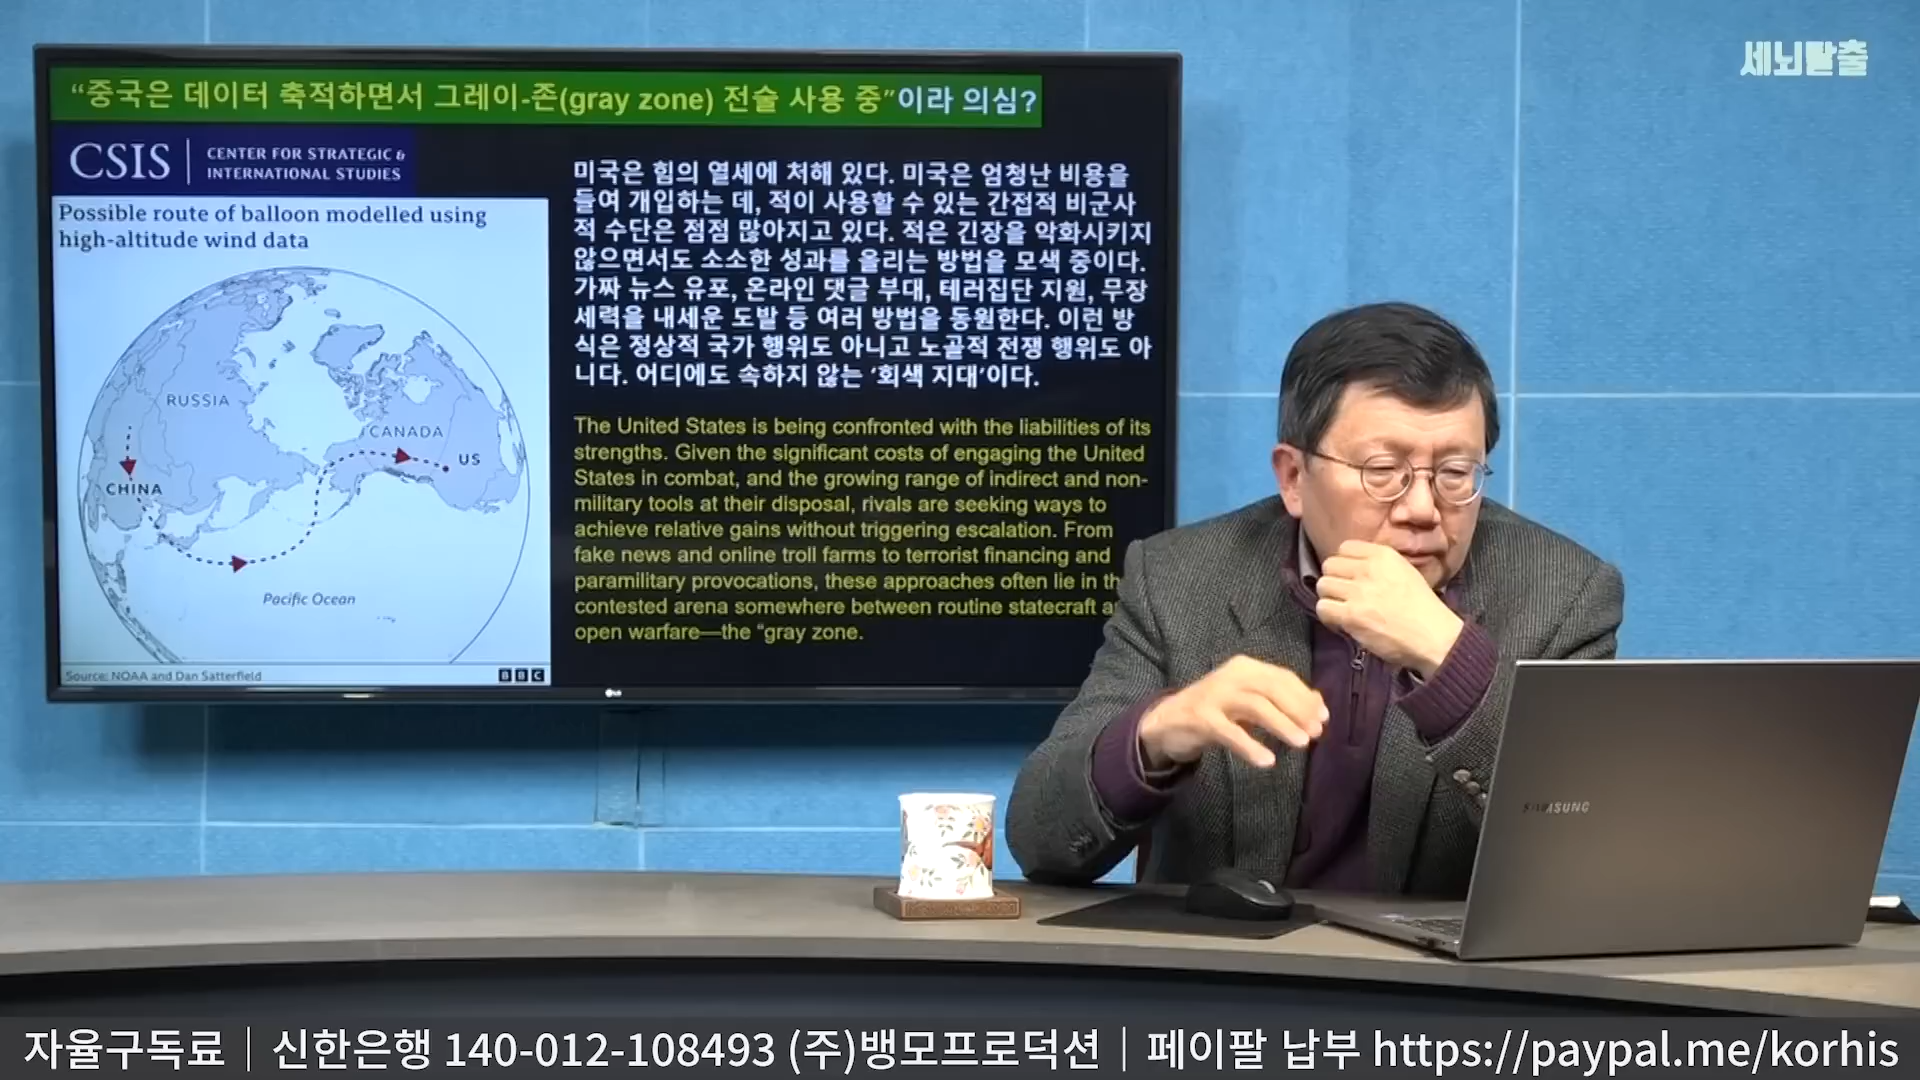 세뇌탈출
“중국은 데이터 축적하면서 그레이-존(gray zone) 전술 사용 중”이라 의심?
CSIS
CENTER FOR STRATEGIC &
INTERNATIONAL STUDIES
Possible route of balloon modelled using
high-altitude wind data
RUSSIA
CANADA
US
CHINA
Pacific Ocean
Source: NOAA and Dan Satterfield
BBC
미국은 힘의 열세에 처해 있다. 미국은 엄청난 비용을
들여 개입하는 데, 적이 사용할 수 있는 간접적 비군사
적 수단은 점점 많아지고 있다. 적은 긴장을 악화시키지
않으면서도 소소한 성과를 올리는 방법을 모색 중이다.
가짜 뉴스 유포, 온라인 댓글 부대, 테러집단 지원, 무장
세력을 내세운 도발 등 여러 방법을 동원한다. 이런 방
식은 정상적 국가 행위도 아니고 노골적 전쟁 행위도 아
니다. 어디에도 속하지 않는 ‘회색 지대’이다.
The United States is being confronted with the liabilities of its
strengths. Given the significant costs of engaging the United
States in combat, and the growing range of indirect and non-
military tools at their disposal, rivals are seeking ways to
achieve relative gains without triggering escalation. From
fake news and online troll farms to terrorist financing and
paramilitary provocations, these approaches often lie in
contested arena somewhere between routine statecraft
open warfare—the “gray zone.
LG
SAMSUNG
자율구독료｜신한은행 140-012-108493 (주)뱅모프로덕션｜페이팔 납부 https://paypal.me/korhis